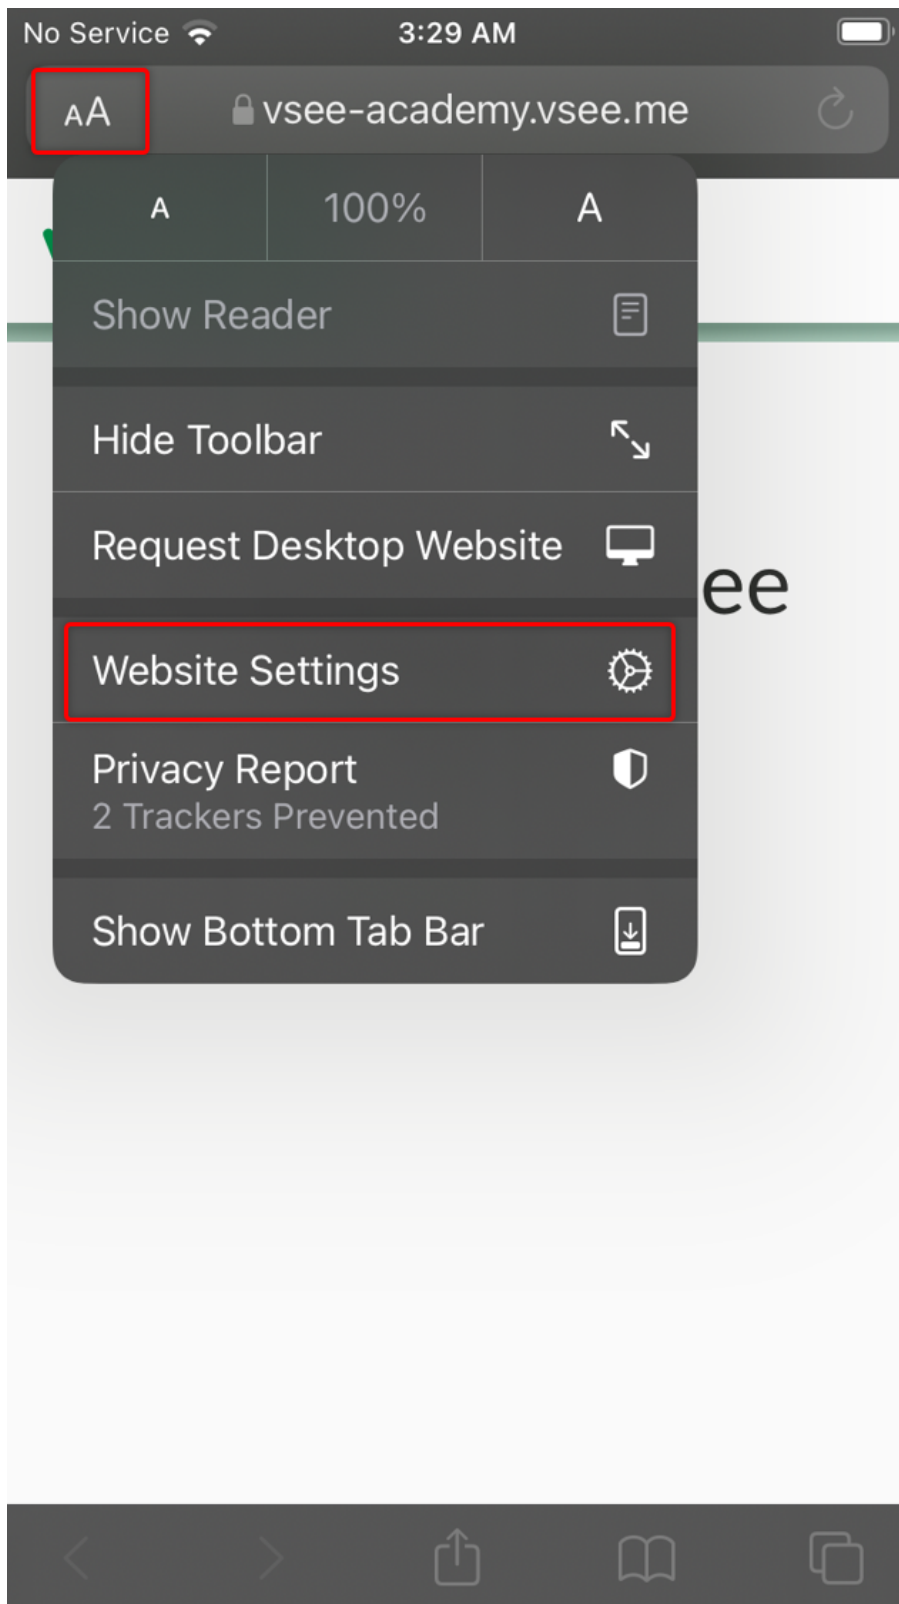 No Service 3:29 AM
AA vsee-academy.vsee.me
A 100% A
Show Reader
Hide Toolbar
Request Desktop Website
ee
Website Settings
Privacy Report
2 Trackers Prevented
Show Bottom Tab Bar